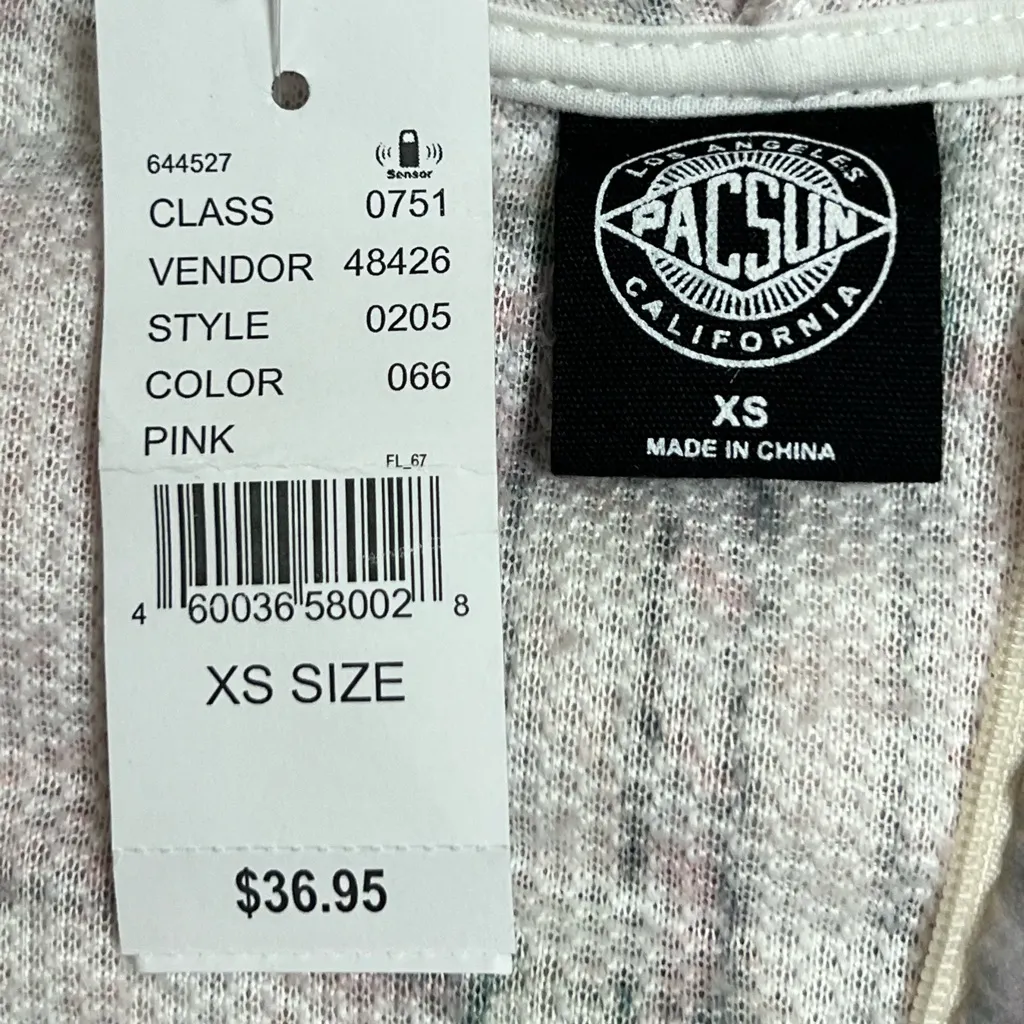 644527
Sensor
CLASS 0751
VENDOR 48426
STYLE 0205
COLOR 066
PINK
FL_67
4 60036 58002 8
XS SIZE
$36.95
LOS ANGELES
PACSUN
CALIFORNIA
XS
MADE IN CHINA